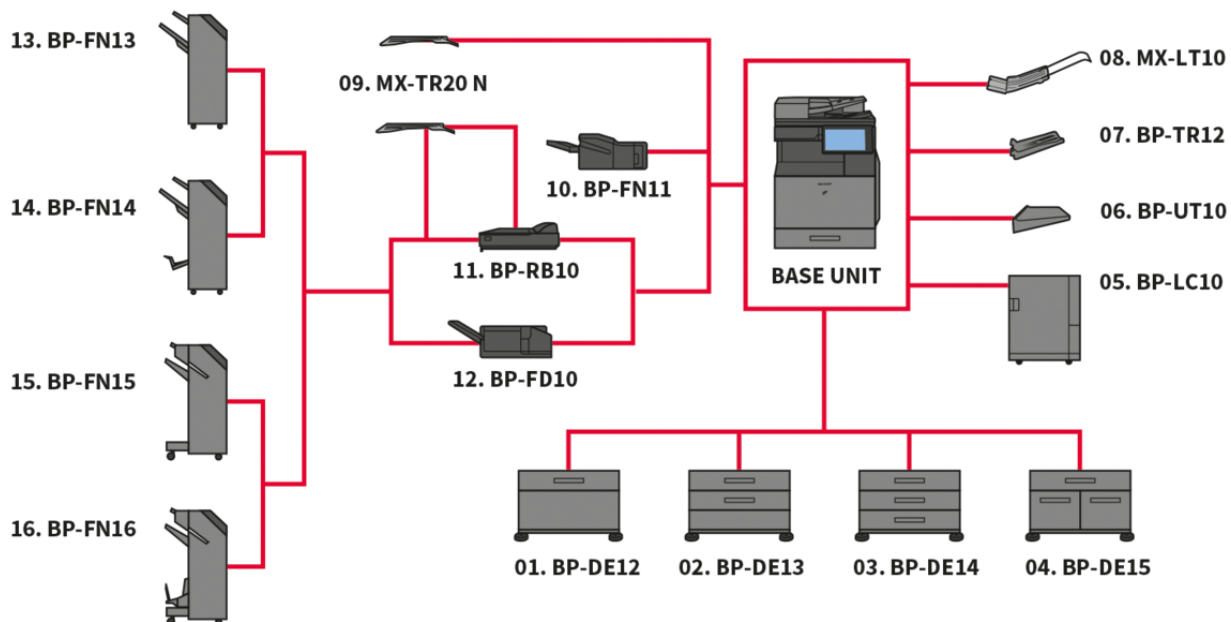 13. BP-FN13
09. MX-TR20 N
08. MX-LT10
07. BP-TR12
14. BP-FN14
10. BP-FN11
06. BP-UT10
11. BP-RB10
BASE UNIT
05. BP-LC10
15. BP-FN15
12. BP-FD10
16. BP-FN16
01. BP-DE12
02. BP-DE13
03. BP-DE14
04. BP-DE15